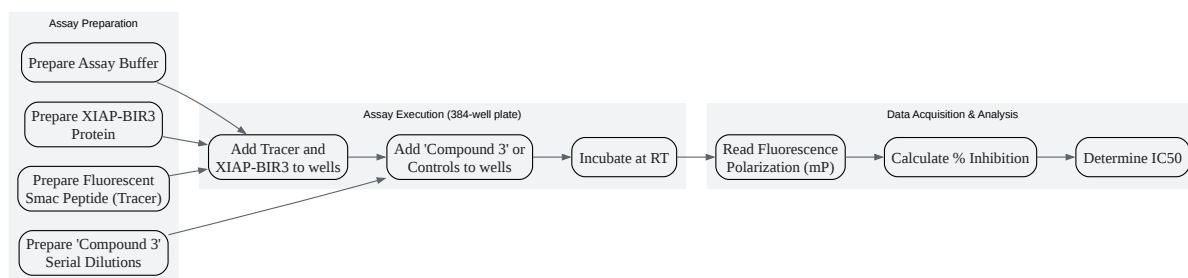 Assay Preparation
Prepare Assay Buffer
Prepare XIAP-BIR3
Protein
Prepare Fluorescent
Smac Peptide (Tracer)
Prepare 'Compound 3'
Serial Dilutions
Assay Execution (384-well plate)
Add Tracer and
XIAP-BIR3 to wells
Add 'Compound 3' or
Controls to wells
Incubate at RT
Data Acquisition & Analysis
Read Fluorescence
Polarization (mP)
Calculate % Inhibition
Determine IC50